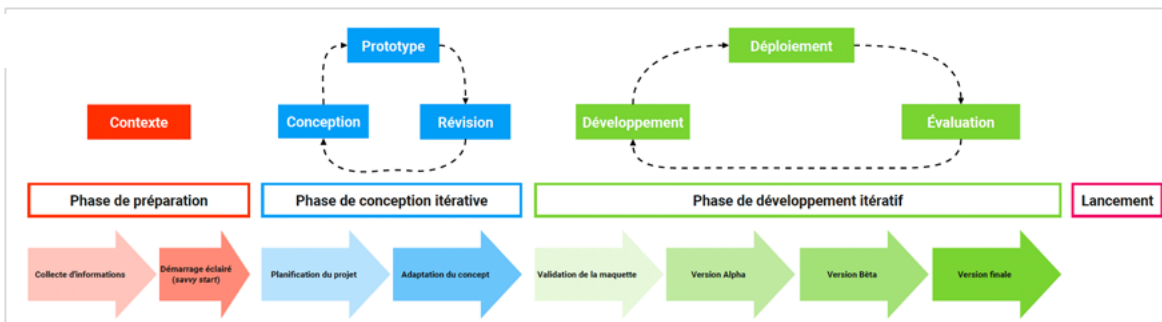 Prototype
Déploiement
Contexte
Conception
Révision
Développement
Évaluation
Phase de préparation
Phase de conception itérative
Phase de développement itératif
Lancement
Collecte d'informations
Démarrage éclairé
(savvy start)
Planification du projet
Adaptation du concept
Validation de la maquette
Version Alpha
Version Bêta
Version finale